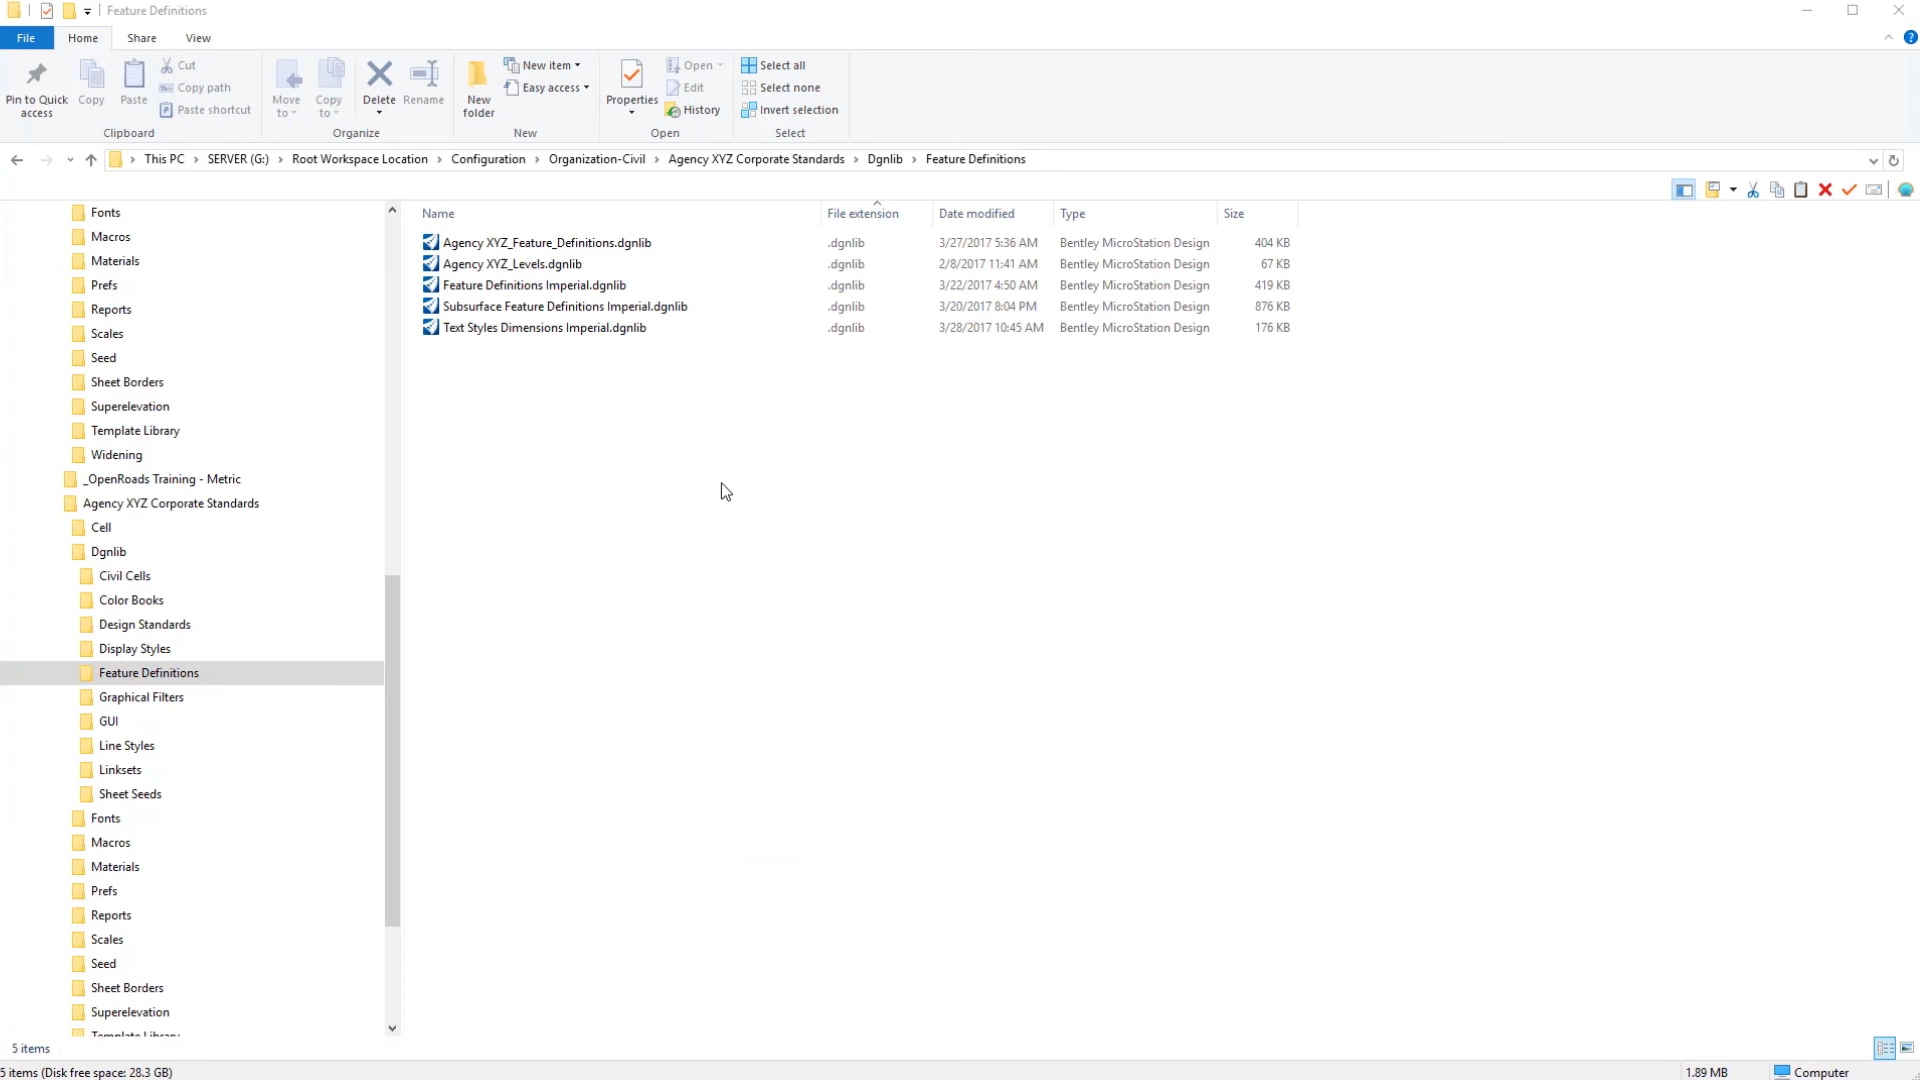 Feature Definitions
File Home Share View
Pin to Quick access
Copy
Paste
Cut
Copy path
Paste shortcut
Clipboard
Move to
Copy to
Delete
Rename
Organize
New folder
New item
Easy access
New
Properties
Open
Edit
History
Open
Select all
Select none
Invert selection
Select
This PC › SERVER (G:) › Root Workspace Location › Configuration › Organization-Civil › Agency XYZ Corporate Standards › Dgnlib › Feature Definitions
Fonts
Macros
Materials
Prefs
Reports
Scales
Seed
Sheet Borders
Superelevation
Template Library
Widening
_OpenRoads Training - Metric
Agency XYZ Corporate Standards
Cell
Dgnlib
Civil Cells
Color Books
Design Standards
Display Styles
Feature Definitions
Graphical Filters
GUI
Line Styles
Linksets
Sheet Seeds
Fonts
Macros
Materials
Prefs
Reports
Scales
Seed
Sheet Borders
Superelevation
Template Library
Name File extension Date modified Type Size
Agency XYZ_Feature_Definitions.dgnlib .dgnlib 3/27/2017 5:36 AM Bentley MicroStation Design 404 KB
Agency XYZ_Levels.dgnlib .dgnlib 2/8/2017 11:41 AM Bentley MicroStation Design 67 KB
Feature Definitions Imperial.dgnlib .dgnlib 3/22/2017 4:50 AM Bentley MicroStation Design 419 KB
Subsurface Feature Definitions Imperial.dgnlib .dgnlib 3/20/2017 8:04 PM Bentley MicroStation Design 876 KB
Text Styles Dimensions Imperial.dgnlib .dgnlib 3/28/2017 10:45 AM Bentley MicroStation Design 176 KB
5 items
5 items (Disk free space: 28.3 GB) 1.89 MB Computer